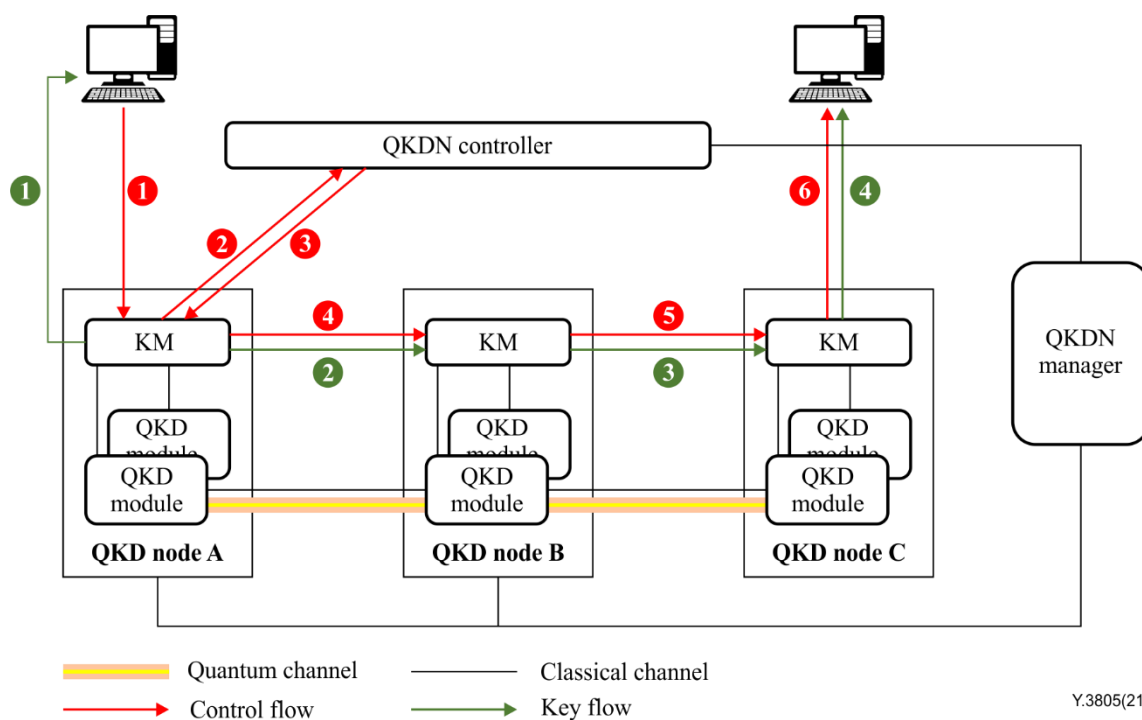 QKDN controller
1
1
2
3
6
4
KM
4
2
KM
5
3
KM
QKDN
manager
QKD
module
QKD
module
QKD
module
QKD
module
QKD
module
QKD
module
QKD node A
QKD node B
QKD node C
Quantum channel
Classical channel
Control flow
Key flow
Y.3805(21